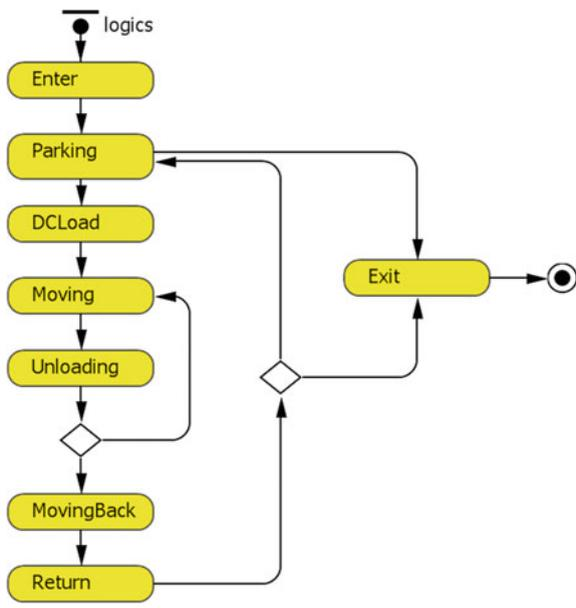 logics
Enter
Parking
DCLoad
Moving
Exit
Unloading
MovingBack
Return